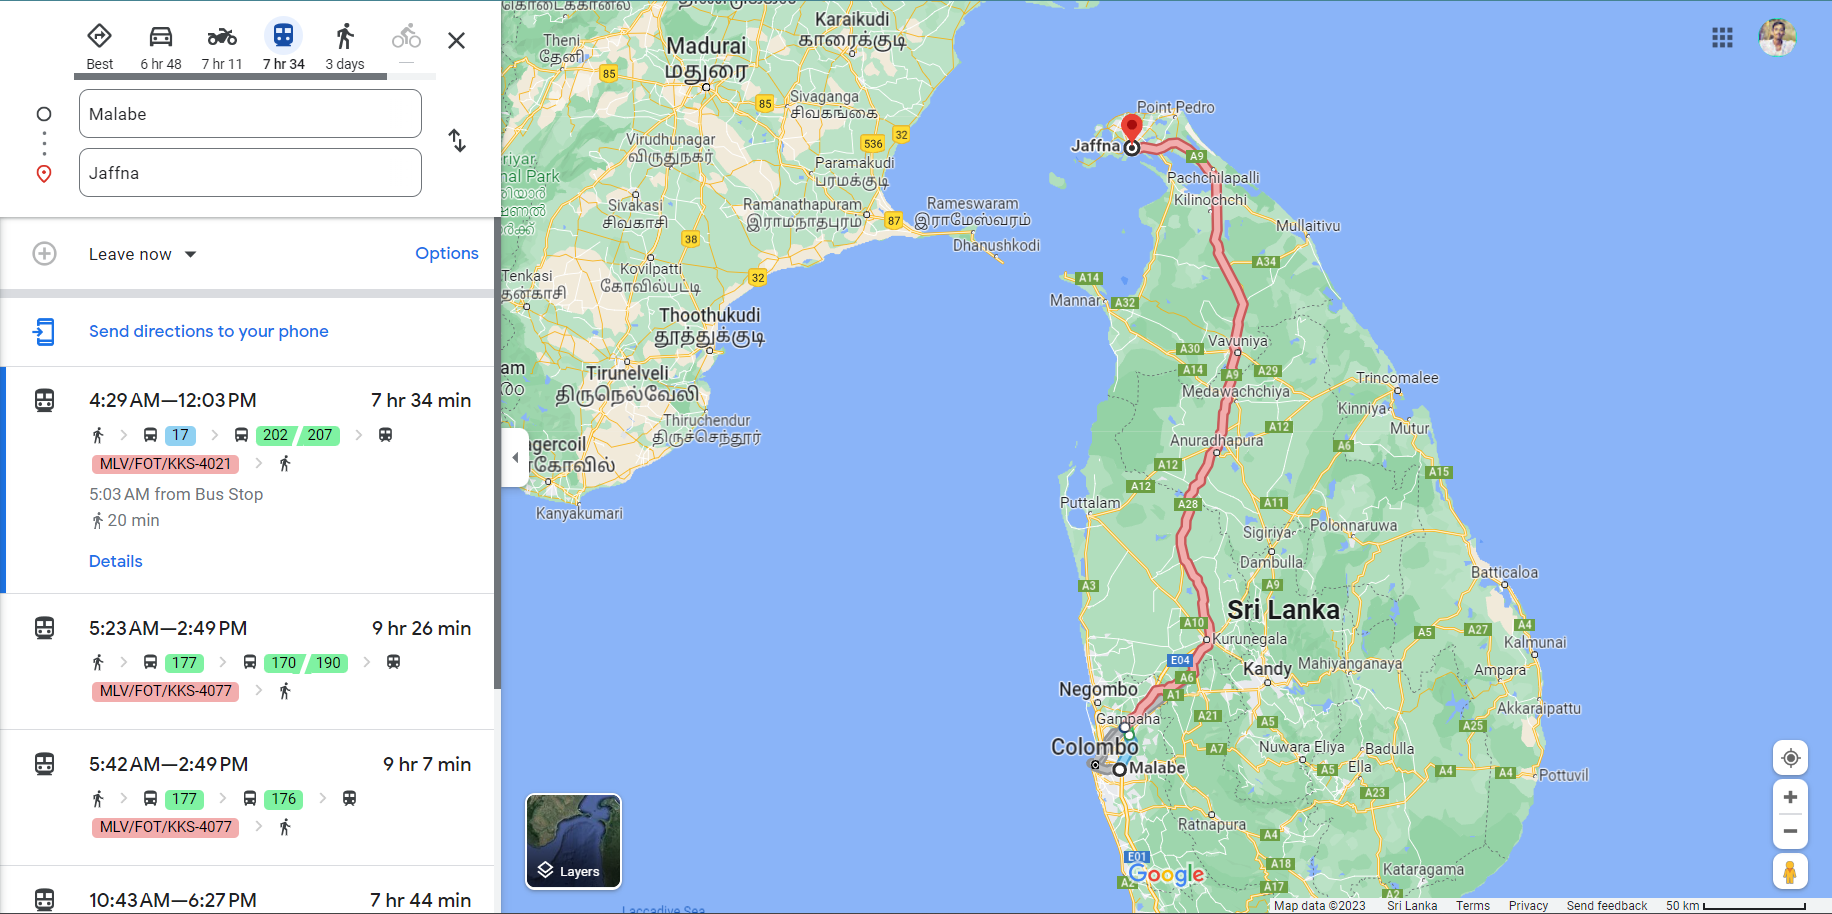 Best
6 hr 48
7 hr 11
7 hr 34
3 days
—
Malabe
Jaffna
Leave now
Options
Send directions to your phone
4:29 AM—12:03 PM
7 hr 34 min
17
202 / 207
MLV/FOT/KKS-4021
5:03 AM from Bus Stop
20 min
Details
5:23 AM—2:49 PM
9 hr 26 min
177
170 / 190
MLV/FOT/KKS-4077
5:42 AM—2:49 PM
9 hr 7 min
177
176
MLV/FOT/KKS-4077
10:43 AM—6:27 PM
7 hr 44 min
Karaikudi
காரைக்குடி
Theni
தேனி
Madurai
மதுரை
85
85
Sivaganga
சிவகங்கை
32
Virudhunagar
விருதுநகர்
536
Paramakudi
பரமக்குடி
Sivakasi
சிவகாசி
Ramanathapuram
இராமநாதபுரம்
87
Rameswaram
இராமேஸ்வரம்
Dhanushkodi
38
Kovilpatti
கோவில்பட்டி
32
Tenkasi
தென்காசி
Thoothukudi
தூத்துக்குடி
Tirunelveli
திருநெல்வேலி
Thiruchendur
திருச்செந்தூர்
Kanyakumari
Point Pedro
Jaffna
A9
Pachchilapalli
Kilinochchi
Mullaitivu
A34
A14
Mannar
A32
A30
Vavuniya
A14
A9
A29
Medawachchiya
Trincomalee
Kinniya
Mutur
Anuradhapura
A12
A6
A12
A12
A15
Puttalam
A28
A11
Sigiriya
Polonnaruwa
Dambulla
Batticaloa
A3
A9
Sri Lanka
A10
Kurunegala
A5
A27
A4
Kalmunai
E04
Kandy
Mahiyanganaya
Ampara
A6
Negombo
A1
Gampaha
A21
A5
A25
Akkaraipattu
Colombo
A7
Nuwara Eliya
Badulla
Malabe
A5
Ella
A4
A4
Pottuvil
A23
Ratnapura
A4
E01
A18
Kataragama
A2
A17
A2
Google
Layers
Laccadive Sea
Map data ©2023
Sri Lanka
Terms
Privacy
Send feedback
50 km